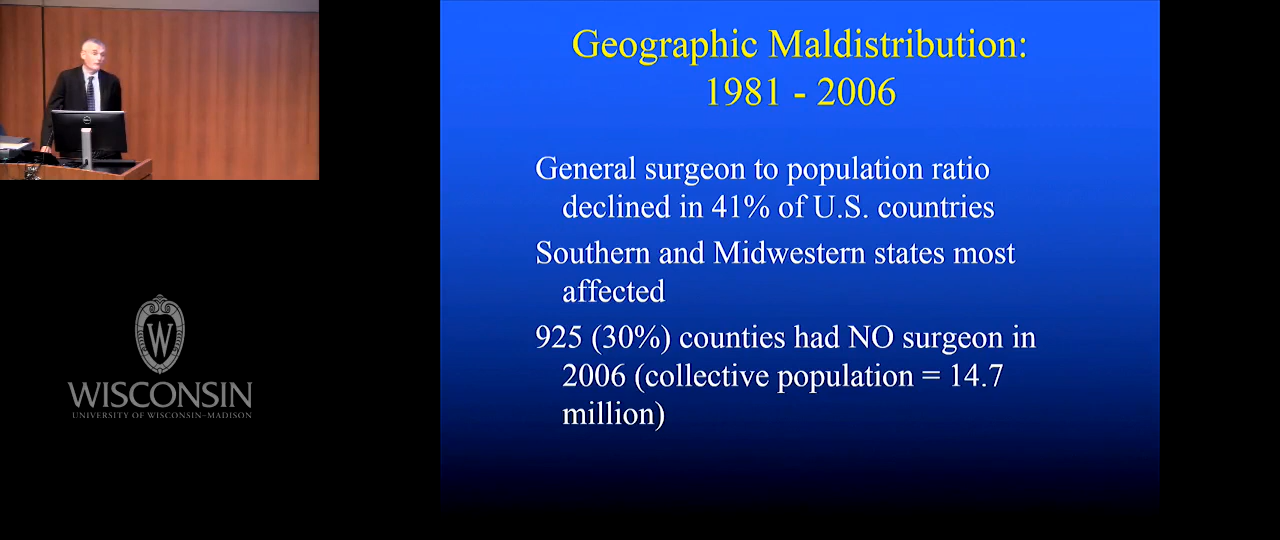 Geographic Maldistribution:
1981 - 2006
General surgeon to population ratio
declined in 41% of U.S. countries
Southern and Midwestern states most
affected
925 (30%) counties had NO surgeon in
2006 (collective population = 14.7
million)
W
WISCONSIN
UNIVERSITY OF WISCONSIN–MADISON